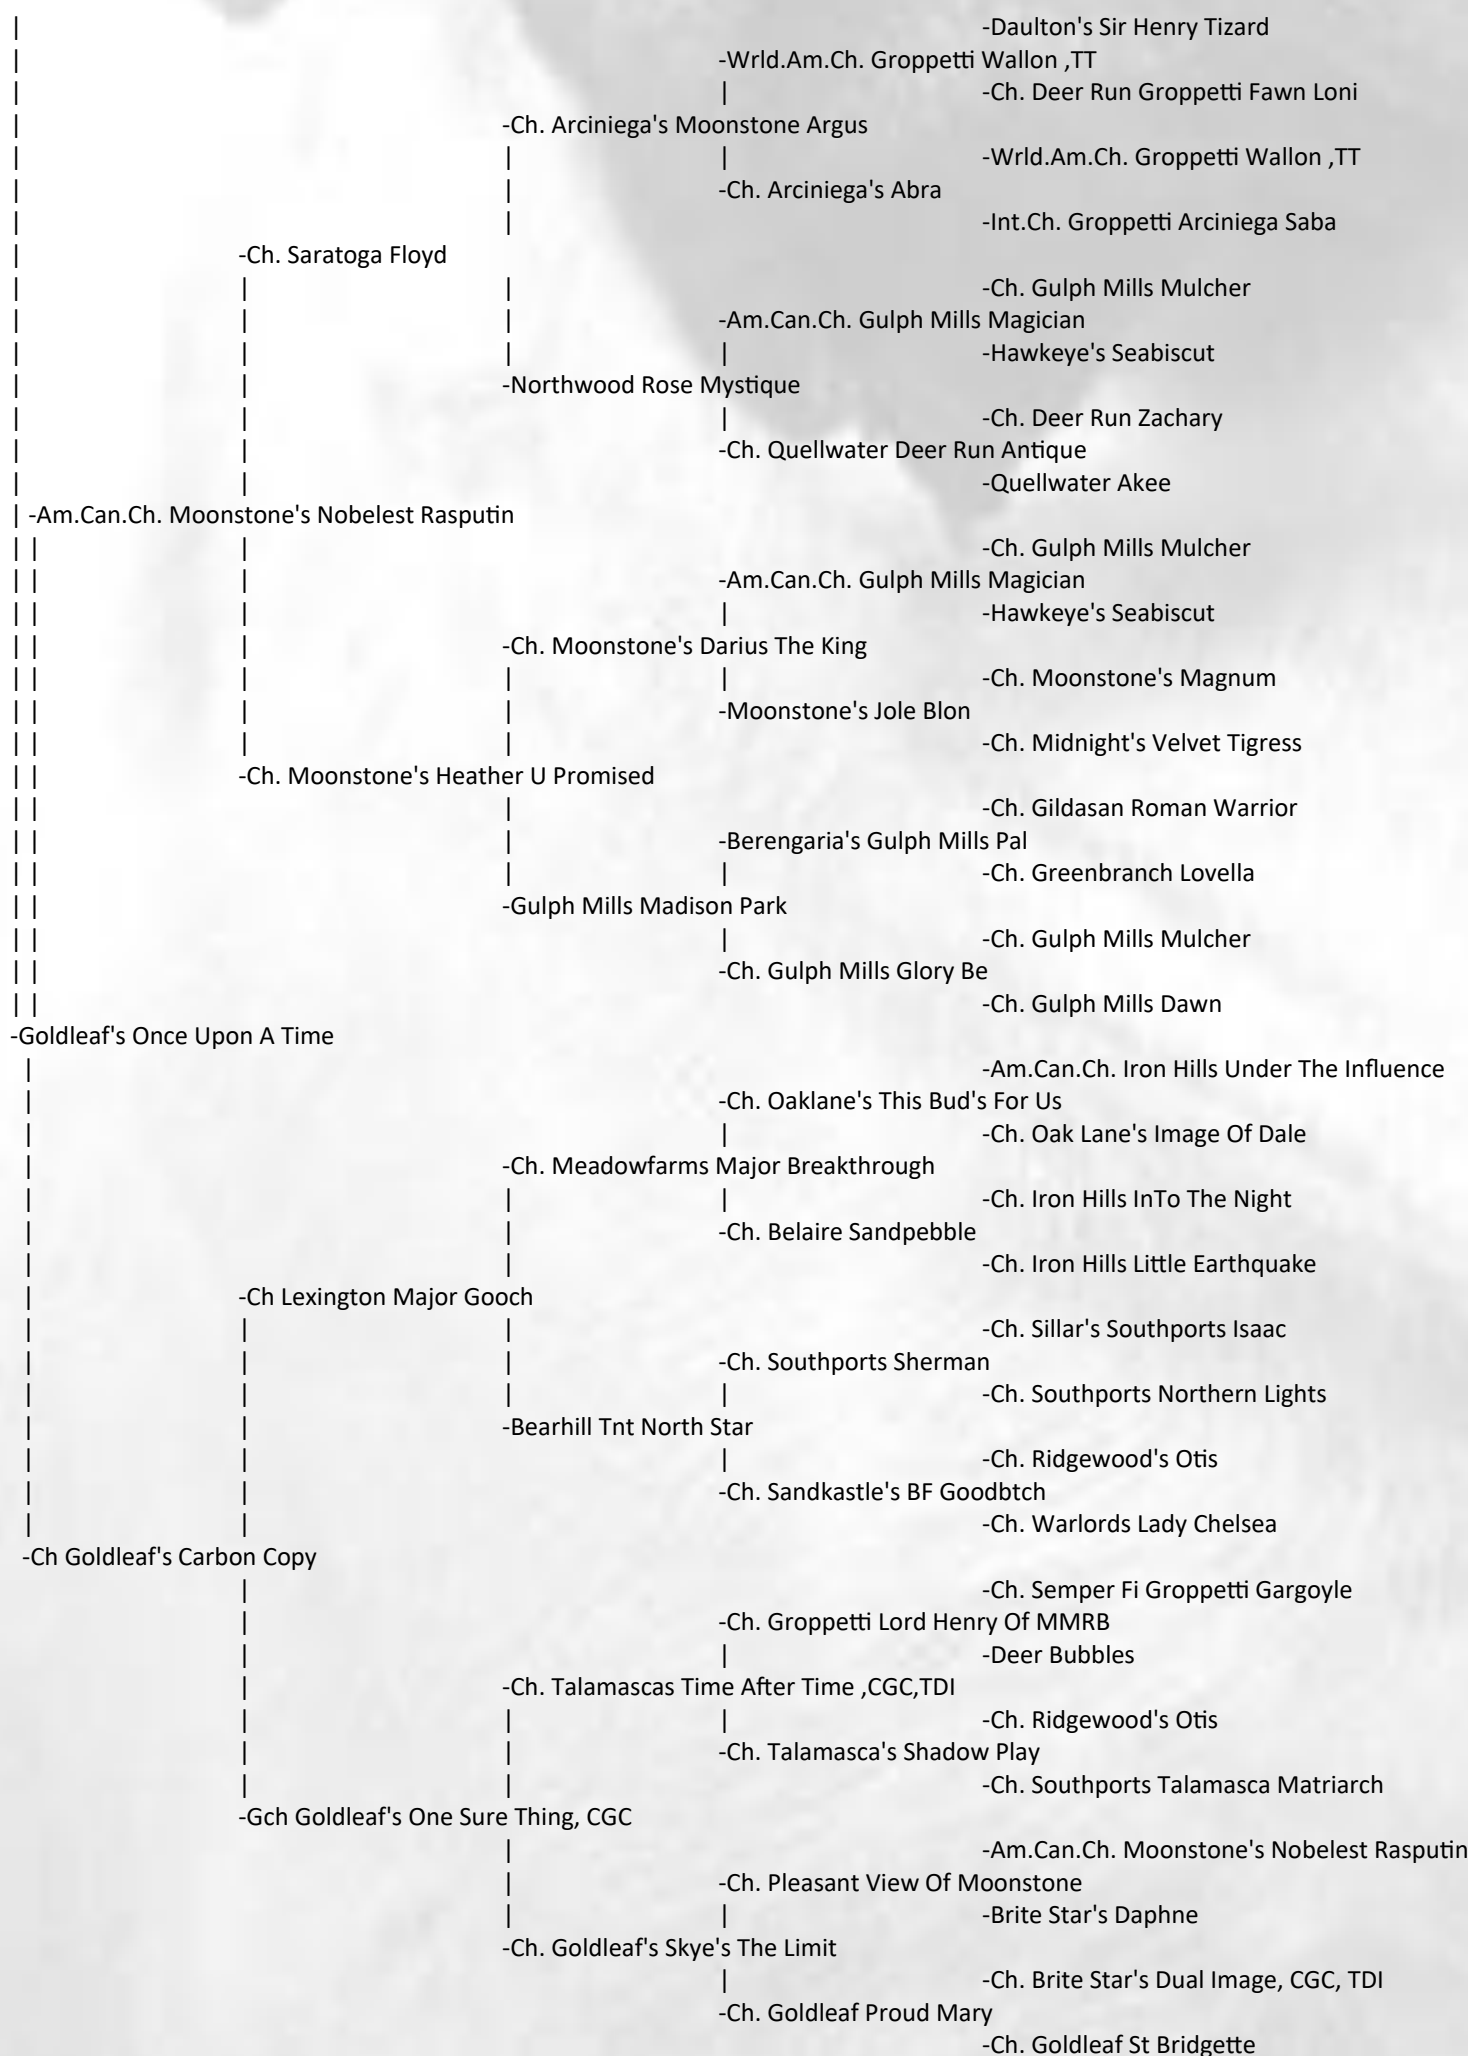 -Daulton's Sir Henry Tizard
-Wrld.Am.Ch. Groppetti Wallon ,TT
-Ch. Deer Run Groppetti Fawn Loni
-Ch. Arciniega's Moonstone Argus
-Wrld.Am.Ch. Groppetti Wallon ,TT
-Ch. Arciniega's Abra
-Int.Ch. Groppetti Arciniega Saba
-Ch. Saratoga Floyd
-Ch. Gulph Mills Mulcher
-Am.Can.Ch. Gulph Mills Magician
-Hawkeye's Seabiscut
-Northwood Rose Mystique
-Ch. Deer Run Zachary
-Ch. Quellwater Deer Run Antique
-Quellwater Akee
-Am.Can.Ch. Moonstone's Nobelest Rasputin
-Ch. Gulph Mills Mulcher
-Am.Can.Ch. Gulph Mills Magician
-Hawkeye's Seabiscut
-Ch. Moonstone's Darius The King
-Ch. Moonstone's Magnum
-Moonstone's Jole Blon
-Ch. Midnight's Velvet Tigress
-Ch. Moonstone's Heather U Promised
-Ch. Gildasan Roman Warrior
-Berengaria's Gulph Mills Pal
-Ch. Greenbranch Lovella
-Gulph Mills Madison Park
-Ch. Gulph Mills Mulcher
-Ch. Gulph Mills Glory Be
-Ch. Gulph Mills Dawn
-Goldleaf's Once Upon A Time
-Am.Can.Ch. Iron Hills Under The Influence
-Ch. Oaklane's This Bud's For Us
-Ch. Oak Lane's Image Of Dale
-Ch. Meadowfarms Major Breakthrough
-Ch. Iron Hills InTo The Night
-Ch. Belaire Sandpebble
-Ch. Iron Hills Little Earthquake
-Ch Lexington Major Gooch
-Ch. Sillar's Southports Isaac
-Ch. Southports Sherman
-Ch. Southports Northern Lights
-Bearhill Tnt North Star
-Ch. Ridgewood's Otis
-Ch. Sandkastle's BF Goodbtch
-Ch. Warlords Lady Chelsea
-Ch Goldleaf's Carbon Copy
-Ch. Semper Fi Groppetti Gargoyle
-Ch. Groppetti Lord Henry Of MMRB
-Deer Bubbles
-Ch. Talamascas Time After Time ,CGC,TDI
-Ch. Ridgewood's Otis
-Ch. Talamasca's Shadow Play
-Ch. Southports Talamasca Matriarch
-Gch Goldleaf's One Sure Thing, CGC
-Am.Can.Ch. Moonstone's Nobelest Rasputin
-Ch. Pleasant View Of Moonstone
-Brite Star's Daphne
-Ch. Goldleaf's Skye's The Limit
-Ch. Brite Star's Dual Image, CGC, TDI
-Ch. Goldleaf Proud Mary
-Ch. Goldleaf St Bridgette